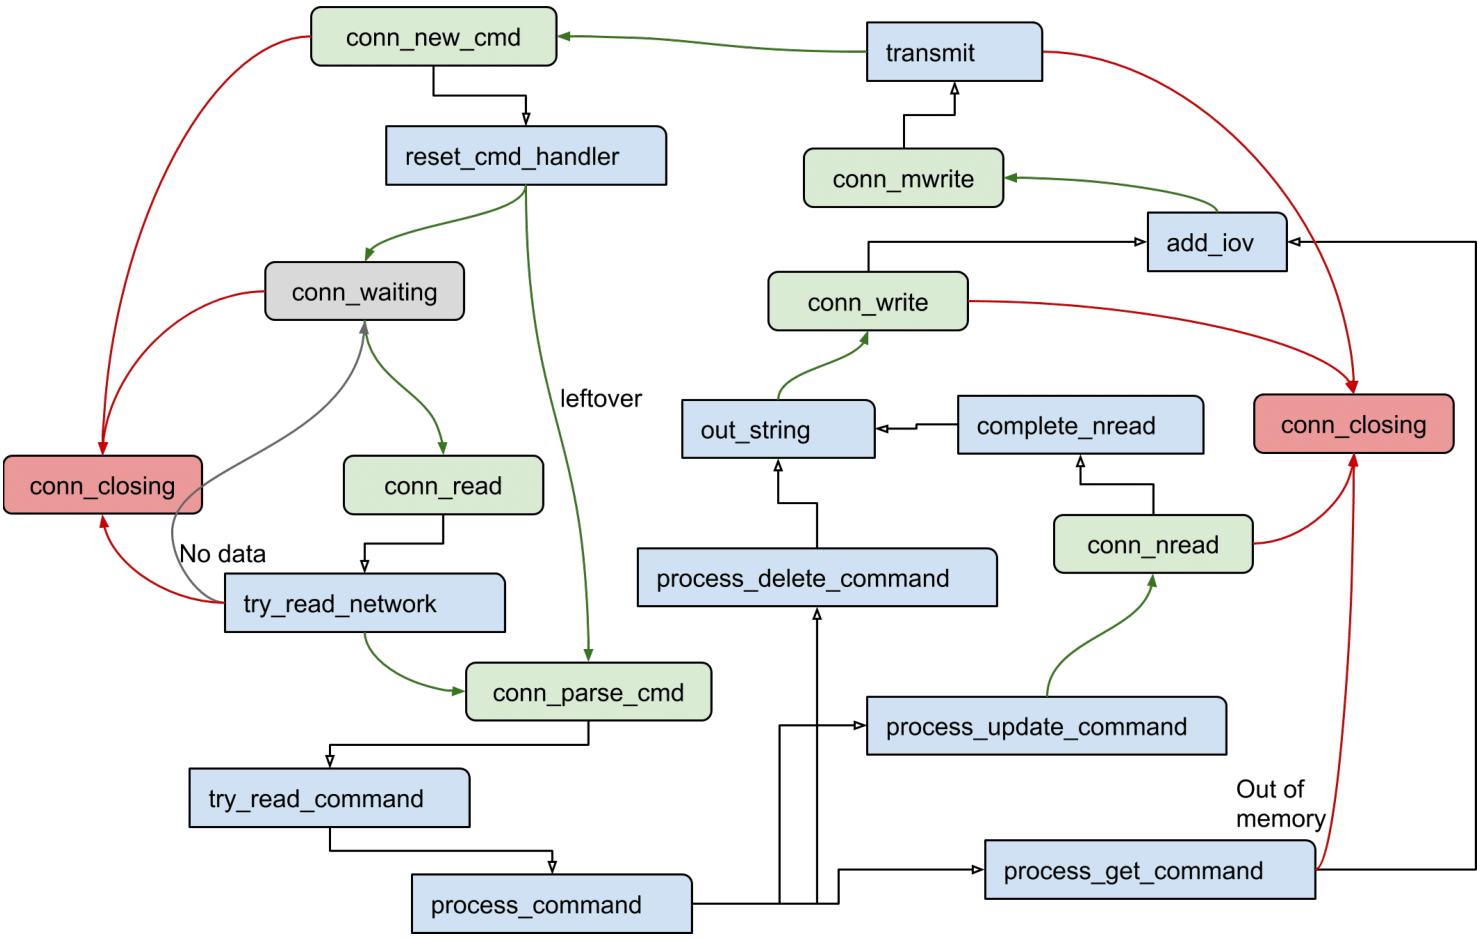 conn_new_cmd
transmit
reset_cmd_handler
conn_mwrite
add_iov
conn_waiting
conn_write
leftover
out_string
complete_nread
conn_closing
conn_closing
conn_read
No data
conn_nread
process_delete_command
try_read_network
conn_parse_cmd
process_update_command
try_read_command
Out of
memory
process_get_command
process_command